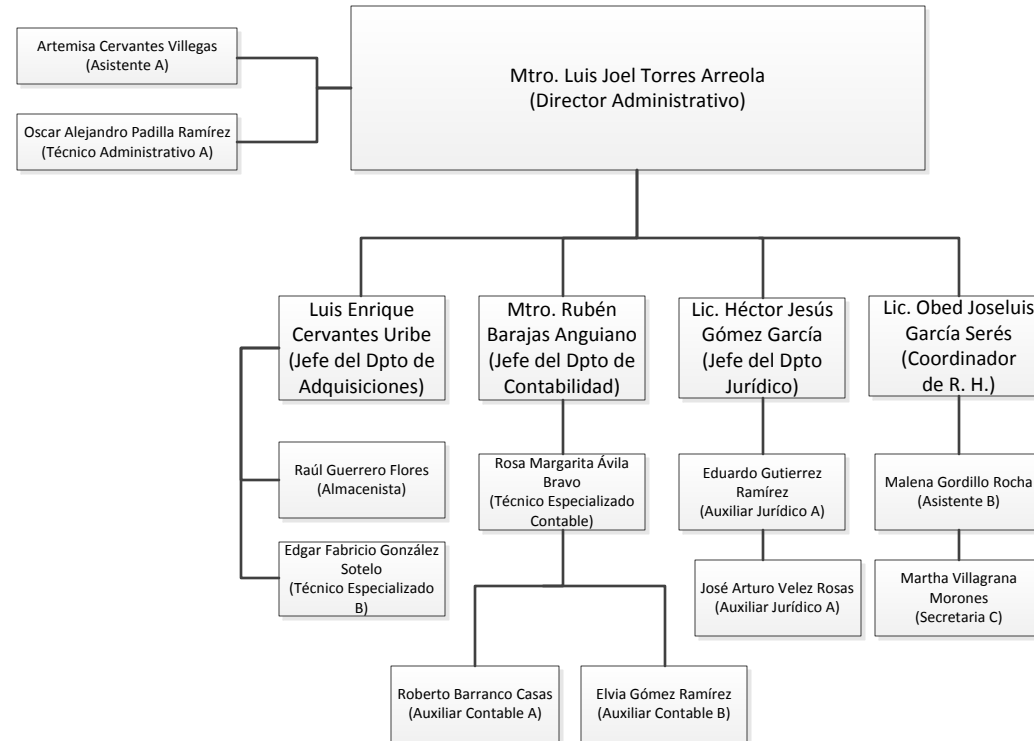 Artemisa Cervantes Villegas
(Asistente A)
Mtro. Luis Joel Torres Arreola
(Director Administrativo)
Oscar Alejandro Padilla Ramírez
(Técnico Administrativo A)
Luis Enrique
Cervantes Uribe
(Jefe del Dpto de
Adquisiciones)
Mtro. Rubén
Barajas Anguiano
(Jefe del Dpto de
Contabilidad)
Lic. Héctor Jesús
Gómez García
(Jefe del Dpto
Jurídico)
Lic. Obed Joseluis
García Serés
(Coordinador
de R. H.)
Raúl Guerrero Flores
(Almacenista)
Rosa Margarita Ávila
Bravo
(Técnico Especializado
Contable)
Eduardo Gutierrez
Ramírez
(Auxiliar Jurídico A)
Malena Gordillo Rocha
(Asistente B)
Edgar Fabricio González
Sotelo
(Técnico Especializado
B)
José Arturo Velez Rosas
(Auxiliar Jurídico A)
Martha Villagrana
Morones
(Secretaria C)
Roberto Barranco Casas
(Auxiliar Contable A)
Elvia Gómez Ramírez
(Auxiliar Contable B)